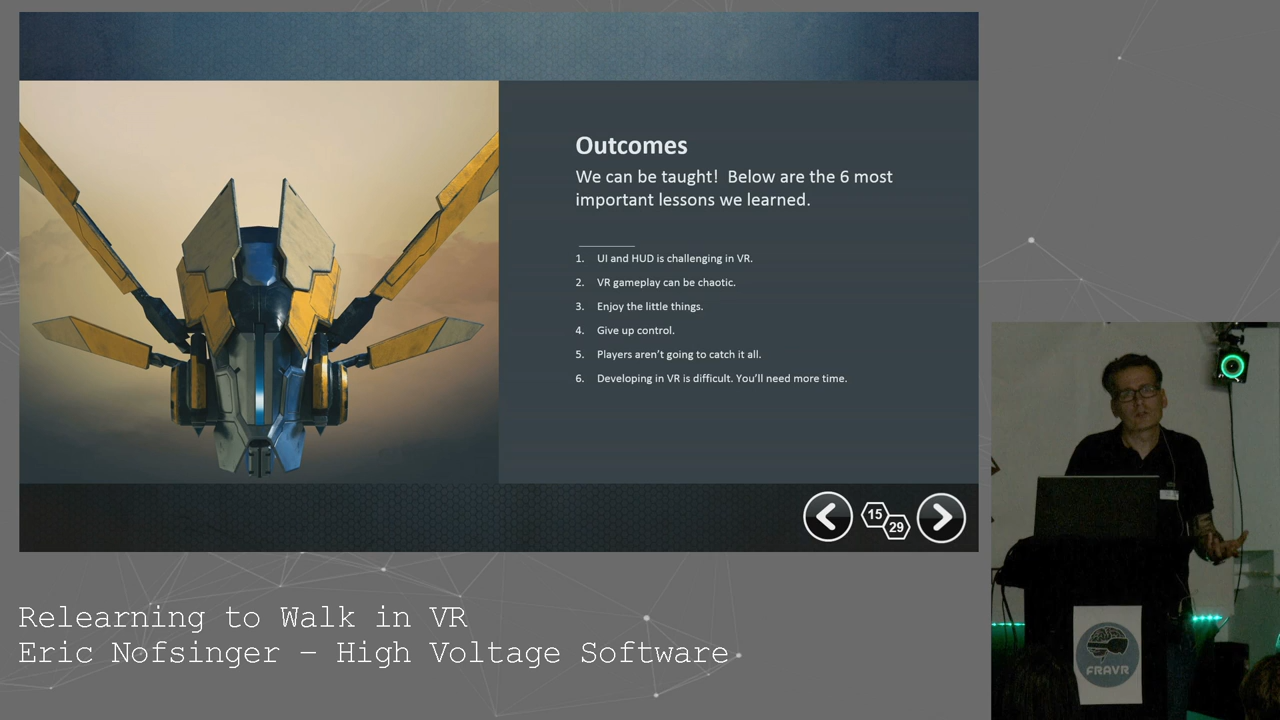 Outcomes
We can be taught!  Below are the 6 most
important lessons we learned.
1. UI and HUD is challenging in VR.
2. VR gameplay can be chaotic.
3. Enjoy the little things.
4. Give up control.
5. Players aren't going to catch it all.
6. Developing in VR is difficult. You'll need more time.
15
29
Relearning to Walk in VR
Eric Nofsinger – High Voltage Software
FRAVR